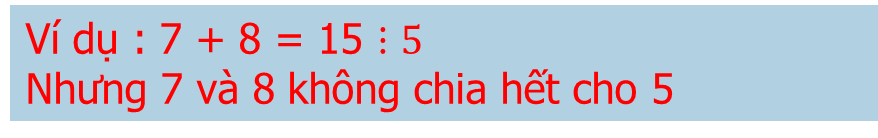 Ví dụ : 7 + 8 = 15 ⋮ 5
Nhưng 7 và 8 không chia hết cho 5